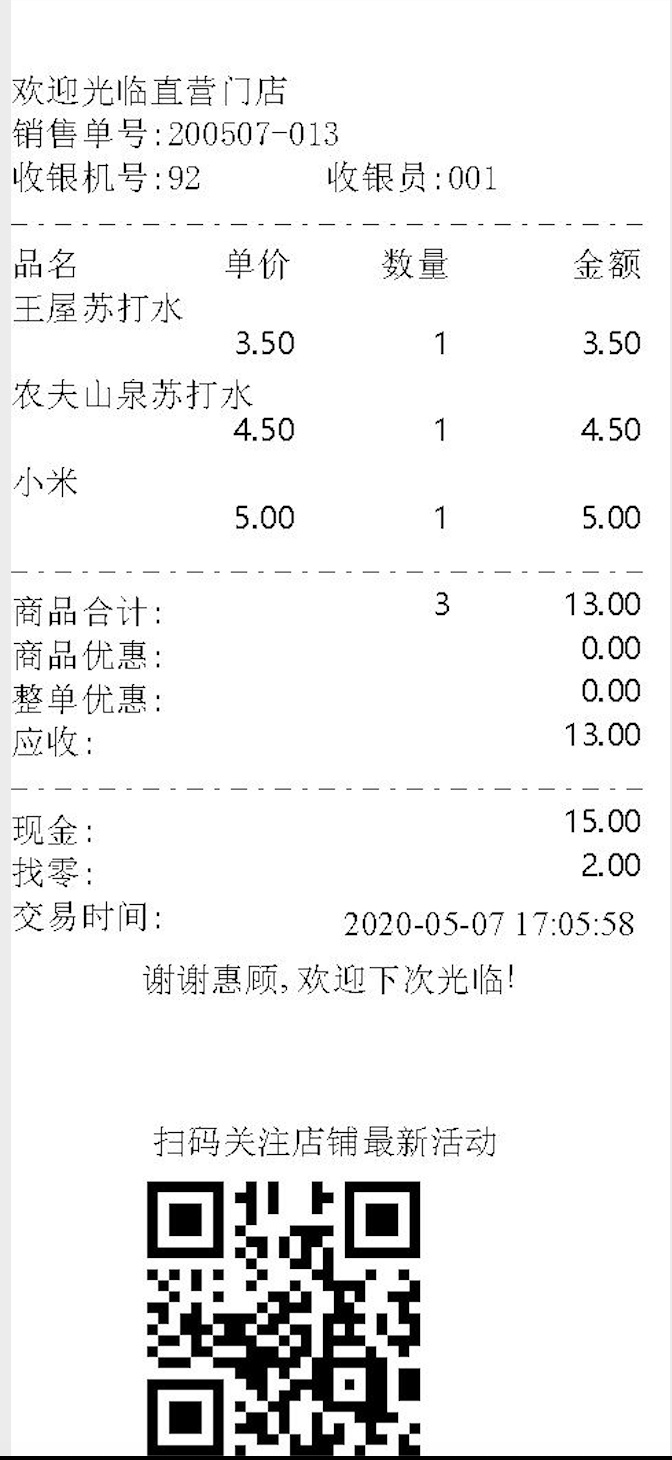 欢迎光临直营门店
销售单号:200507-013
收银机号:92 收银员:001
品名 单价 数量 金额
王屋苏打水
3.50 1 3.50
农夫山泉苏打水
4.50 1 4.50
小米
5.00 1 5.00
商品合计: 3 13.00
商品优惠: 0.00
整单优惠: 0.00
应收: 13.00
现金: 15.00
找零: 2.00
交易时间: 2020-05-07 17:05:58
谢谢惠顾,欢迎下次光临!
扫码关注店铺最新活动